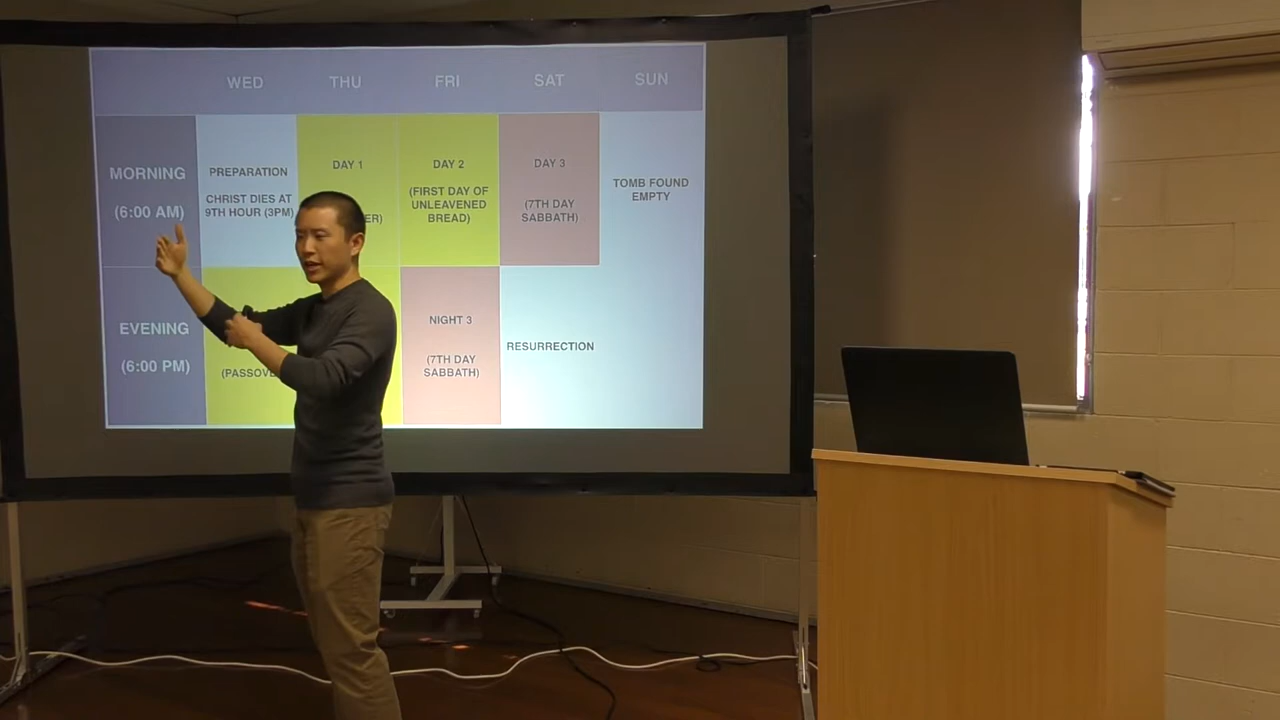 WED THU FRI SAT SUN
MORNING
(6:00 AM)
PREPARATION
CHRIST DIES AT
9TH HOUR (3PM)
DAY 1
DAY 2
(FIRST DAY OF
UNLEAVENED
BREAD)
DAY 3
(7TH DAY
SABBATH)
TOMB FOUND
EMPTY
EVENING
(6:00 PM)
NIGHT 3
(7TH DAY
SABBATH)
RESURRECTION